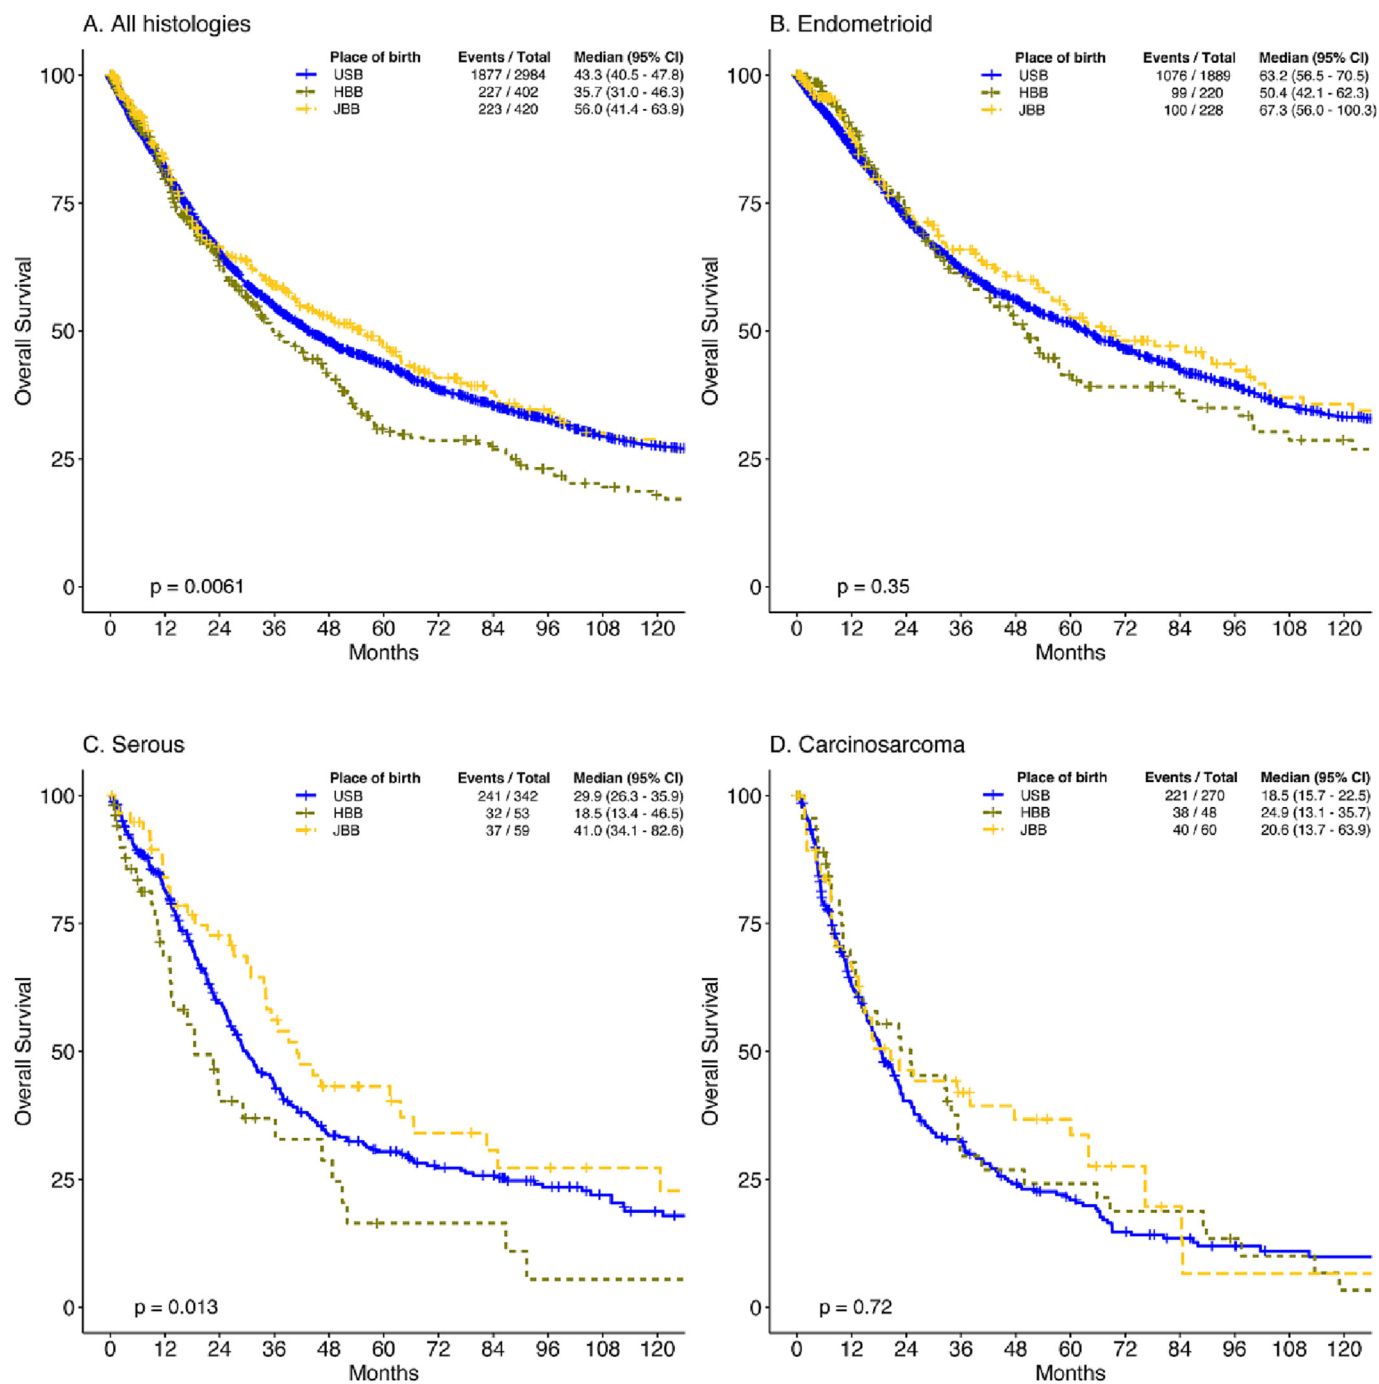 A. All histologies
Place of birth Events / Total Median (95% CI)
USB 1877 / 2984 43.3 (40.5 - 47.8)
HBB 227 / 402 35.7 (31.0 - 46.3)
JBB 223 / 420 56.0 (41.4 - 63.9)
100
75
50
25
0
Overall Survival
p = 0.0061
0 12 24 36 48 60 72 84 96 108 120
Months
B. Endometrioid
Place of birth Events / Total Median (95% CI)
USB 1076 / 1889 63.2 (56.5 - 70.5)
HBB 99 / 220 50.4 (42.1 - 62.3)
JBB 100 / 228 67.3 (56.0 - 100.3)
100
75
50
25
0
Overall Survival
p = 0.35
0 12 24 36 48 60 72 84 96 108 120
Months
C. Serous
Place of birth Events / Total Median (95% CI)
USB 241 / 342 29.9 (26.3 - 35.9)
HBB 32 / 53 18.5 (13.4 - 46.5)
JBB 37 / 59 41.0 (34.1 - 82.6)
100
75
50
25
0
Overall Survival
p = 0.013
0 12 24 36 48 60 72 84 96 108 120
Months
D. Carcinosarcoma
Place of birth Events / Total Median (95% CI)
USB 221 / 270 18.5 (15.7 - 22.5)
HBB 38 / 48 24.9 (13.1 - 35.7)
JBB 40 / 60 20.6 (13.7 - 63.9)
100
75
50
25
0
Overall Survival
p = 0.72
0 12 24 36 48 60 72 84 96 108 120
Months